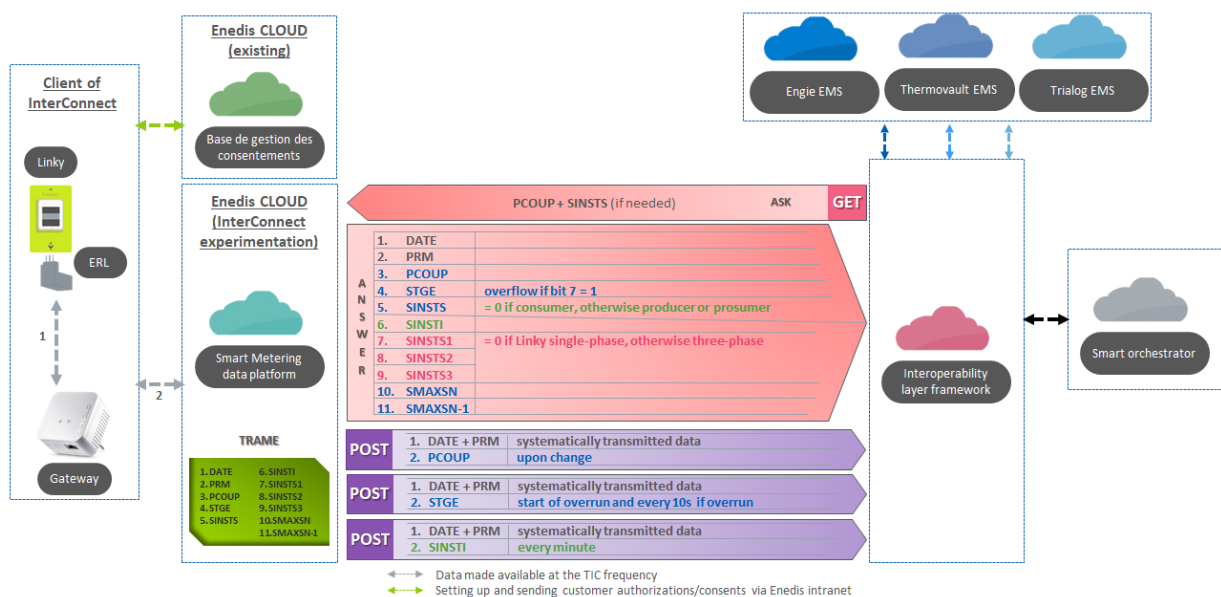 Client of
InterConnect
Linky
ERL
1
2
Gateway
Enedis CLOUD
(existing)
Base de gestion des
consentements
Enedis CLOUD
(InterConnect
experimentation)
Smart Metering
data platform
TRAME
1.DATE
2.PRM
3.PCOUP
4.STGE
5.SINSTS
6.SINSTI
7.SINSTS1
8.SINSTS2
9.SINSTS3
10.SMAXSN
11.SMAXSN-1
PCOUP + SINSTS (if needed) ASK GET
ANSWER
1. DATE
2. PRM
3. PCOUP
4. STGE overflow if bit 7 = 1
5. SINSTS = 0 if consumer, otherwise producer or prosumer
6. SINSTI
7. SINSTS1 = 0 if Linky single-phase, otherwise three-phase
8. SINSTS2
9. SINSTS3
10. SMAXSN
11. SMAXSN-1
POST
1. DATE + PRM systematically transmitted data
2. PCOUP upon change
POST
1. DATE + PRM systematically transmitted data
2. STGE start of overrun and every 10s if overrun
POST
1. DATE + PRM systematically transmitted data
2. SINSTI every minute
Data made available at the TIC frequency
Setting up and sending customer authorizations/consents via Enedis intranet
Engie EMS
Thermovault EMS
Trialog EMS
Interoperability
layer framework
Smart orchestrator